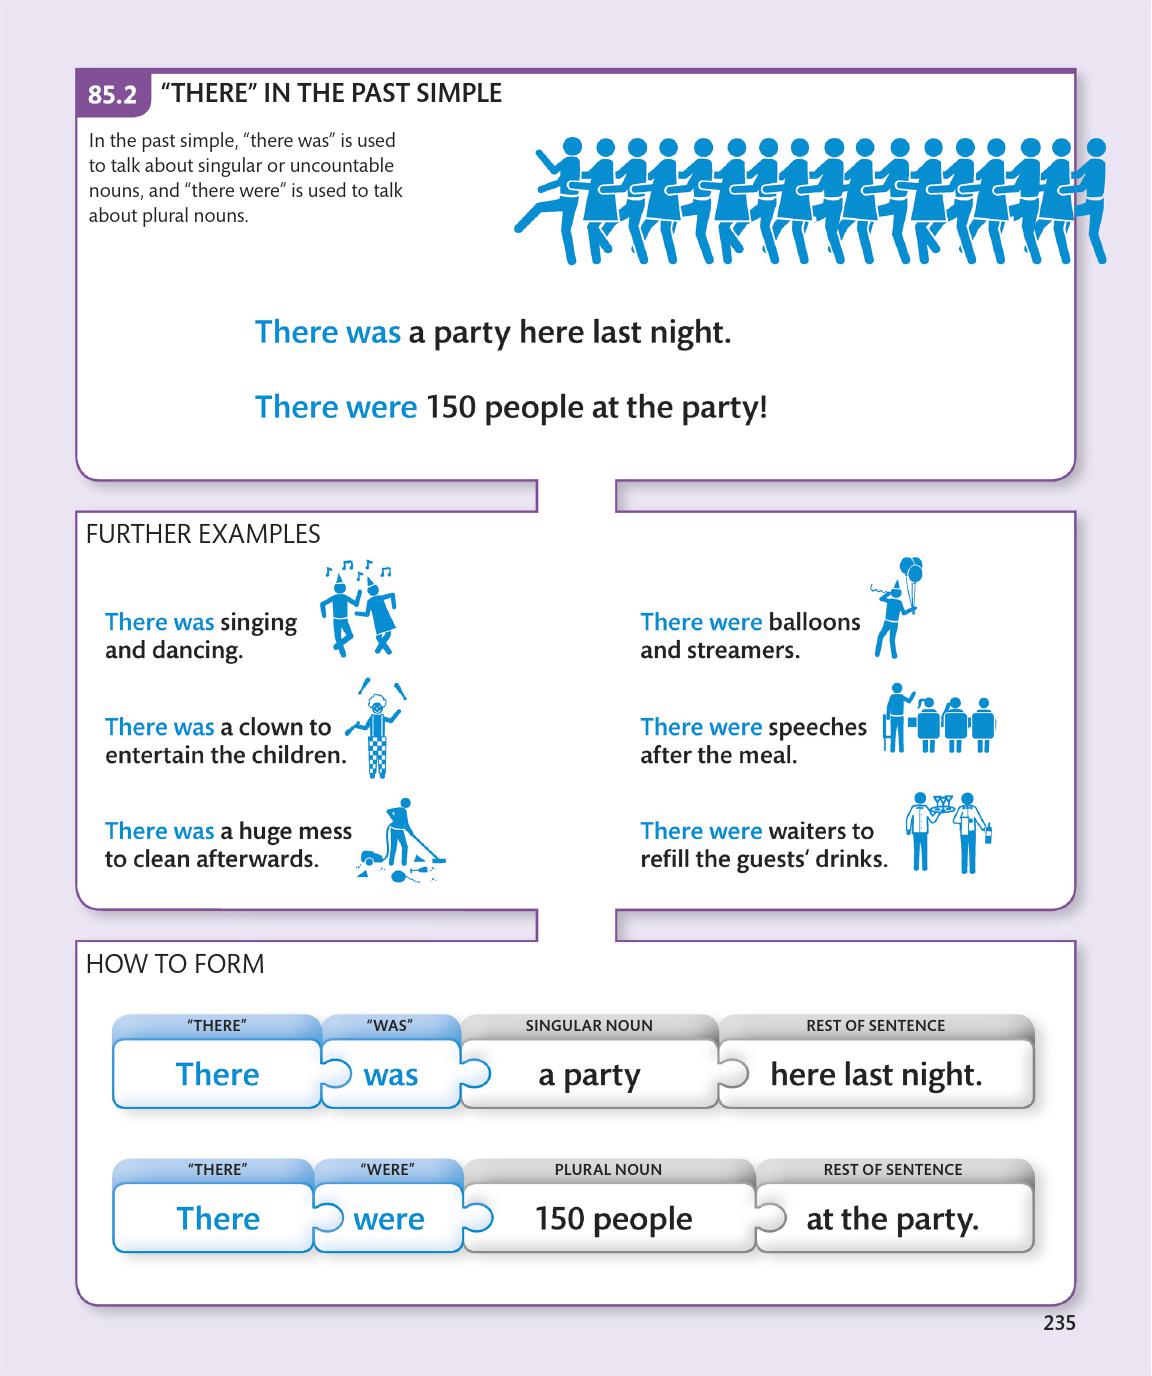 85.2 “THERE” IN THE PAST SIMPLE
In the past simple, “there was” is used
to talk about singular or uncountable
nouns, and “there were” is used to talk
about plural nouns.
There was a party here last night.
There were 150 people at the party!
FURTHER EXAMPLES
There was singing
and dancing.
There were balloons
and streamers.
There was a clown to
entertain the children.
There were speeches
after the meal.
There was a huge mess
to clean afterwards.
There were waiters to
refill the guests’ drinks.
HOW TO FORM
“THERE” “WAS” SINGULAR NOUN REST OF SENTENCE
There was a party here last night.
“THERE” “WERE” PLURAL NOUN REST OF SENTENCE
There were 150 people at the party.
235